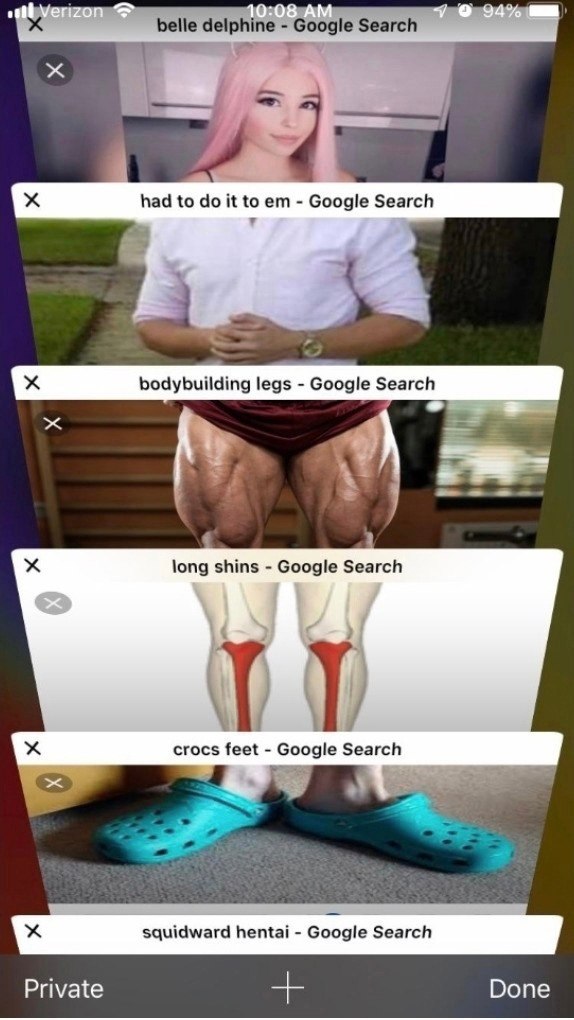 Verizon 10:08 AM 94%
belle delphine - Google Search
had to do it to em - Google Search
bodybuilding legs - Google Search
long shins - Google Search
crocs feet - Google Search
squidward hentai - Google Search
Private Done